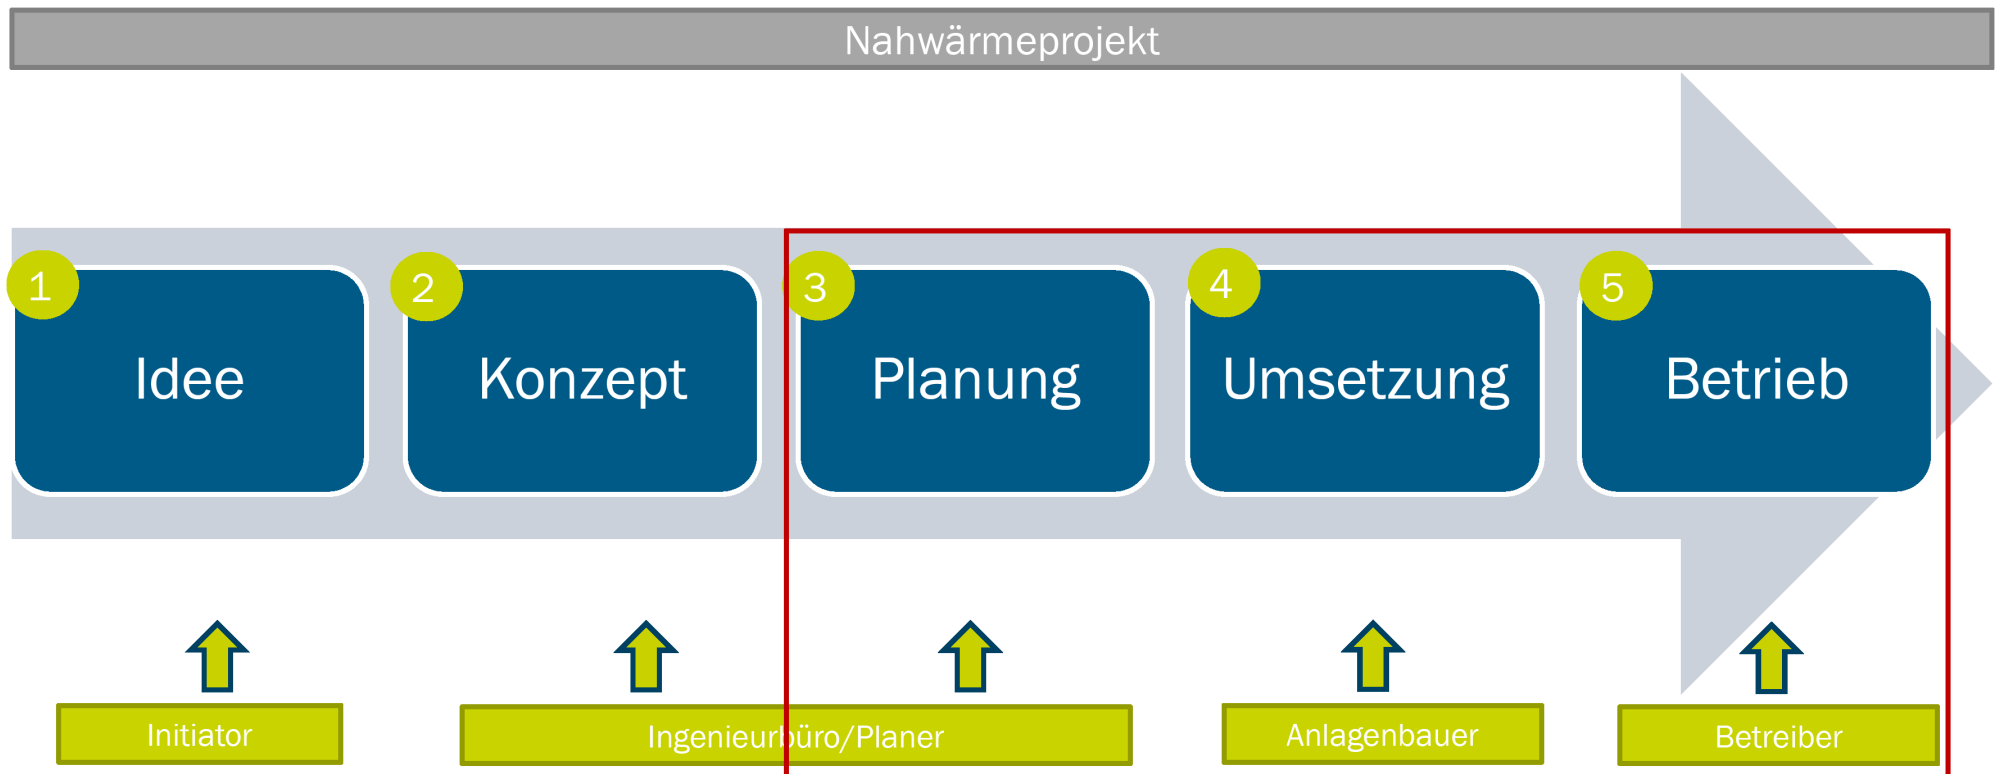 Nahwärmeprojekt
1
Idee
2
Konzept
3
Planung
4
Umsetzung
5
Betrieb
Initiator
Ingenieurbüro/Planer
Anlagenbauer
Betreiber